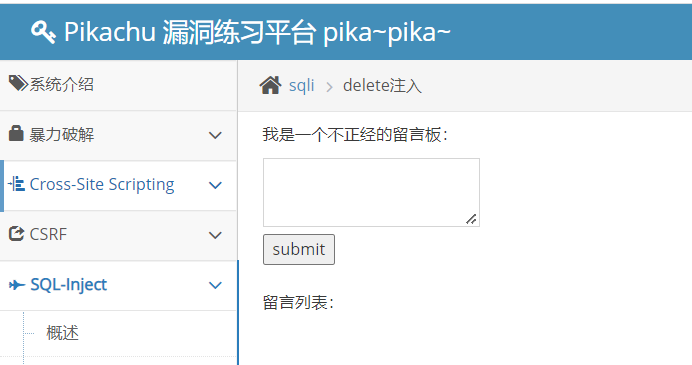 Pikachu 漏洞练习平台 pika~pika~
系统介绍
暴力破解
Cross-Site Scripting
CSRF
SQL-Inject
概述
sqli > delete注入
我是一个不正经的留言板：
submit
留言列表：